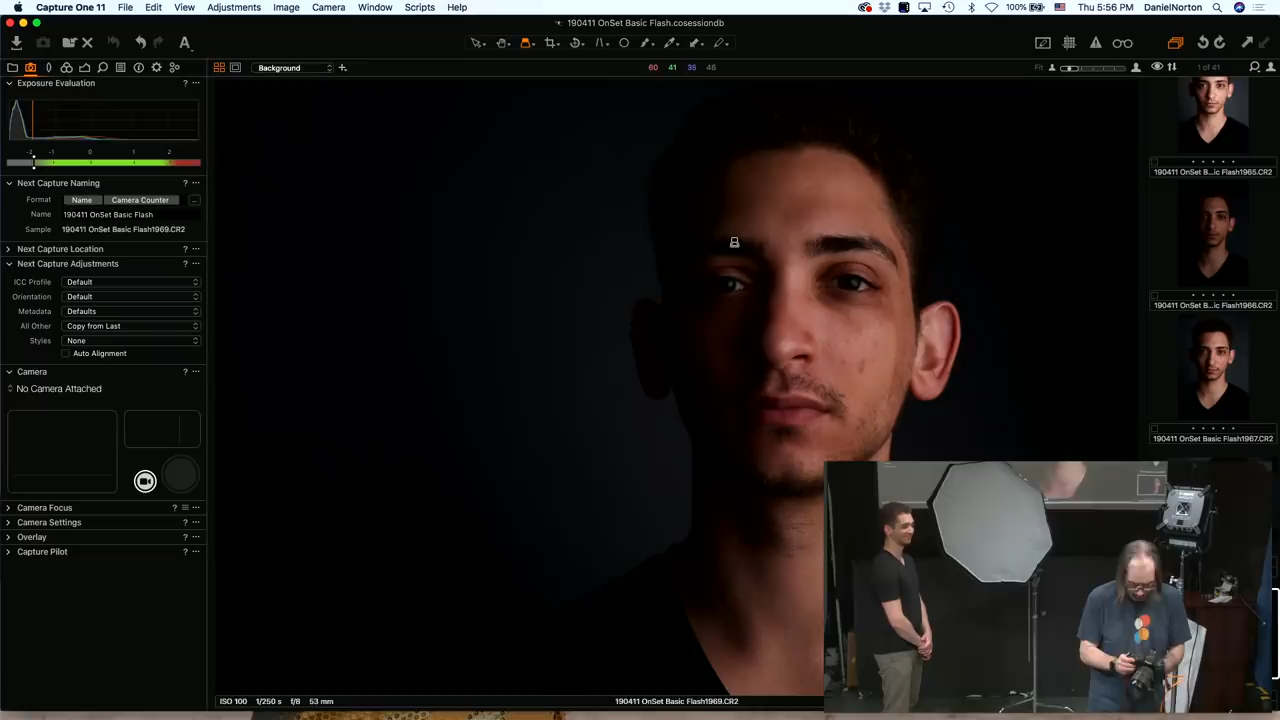 Capture One 11 File Edit View Adjustments Image Camera Window Scripts Help 100% Thu 5:56 PM DanielNorton
190411 OnSet Basic Flash.cosessiondb
Background 60 41 35 46 Fit 1 of 41
Exposure Evaluation
-2 -1 0 1 2
Next Capture Naming
Format Name Camera Counter
Name 190411 OnSet Basic Flash
Sample 190411 OnSet Basic Flash1969.CR2
Next Capture Location
Next Capture Adjustments
ICC Profile Default
Orientation Default
Metadata Defaults
All Other Copy from Last
Styles None
Auto Alignment
Camera
No Camera Attached
Camera Focus
Camera Settings
Overlay
Capture Pilot
190411 OnSet B...ic Flash1965.CR2
190411 OnSet B...ic Flash1966.CR2
190411 OnSet Basic Flash1967.CR2
ISO 100 1/250 s f/8 53 mm 190411 OnSet Basic Flash1969.CR2